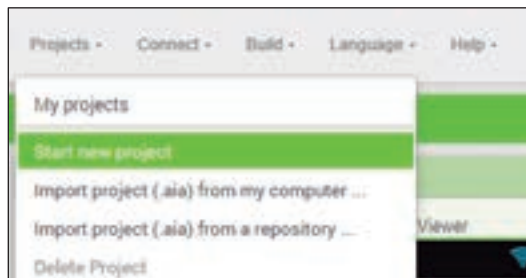 Projects - Connect - Build - Language - Help -
My projects
Start new project
Import project (.aia) from my computer ...
Import project (.aia) from a repository ...
Delete Project
Viewer